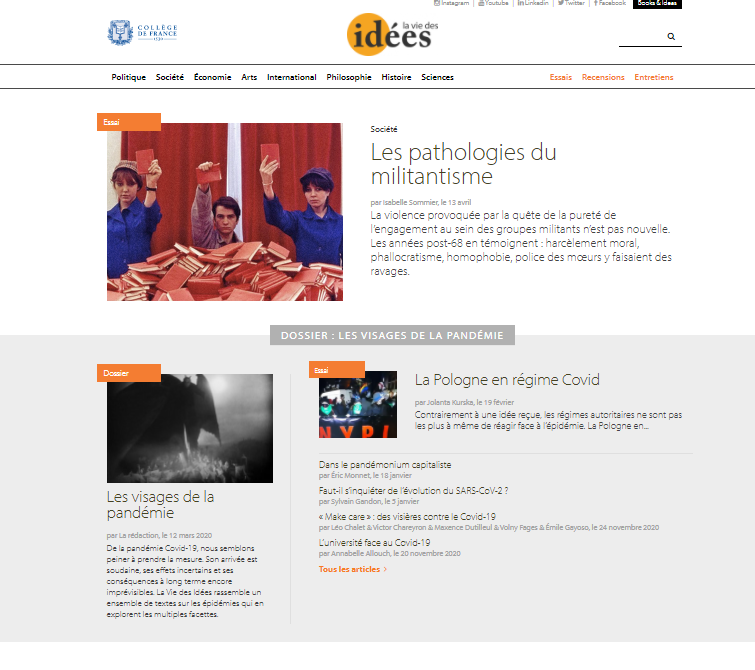 Instagram | Youtube | Linkedin | Twitter | Facebook
Books & Ideas
COLLÈGE
DE FRANCE
1530
la vie des
idées
Politique Société Économie Arts International Philosophie Histoire Sciences
Essais Recensions Entretiens
Essai
Société
Les pathologies du
militantisme
par Isabelle Sommier, le 13 avril
La violence provoquée par la quête de la pureté de
l'engagement au sein des groupes militants n'est pas nouvelle.
Les années post-68 en témoignent : harcèlement moral,
phallocratisme, homophobie, police des mœurs y faisaient des
ravages.
DOSSIER : LES VISAGES DE LA PANDÉMIE
Dossier
Les visages de la
pandémie
par La rédaction, le 12 mars 2020
De la pandémie Covid-19, nous semblons
peiner à prendre la mesure. Son arrivée est
soudaine, ses effets incertains et ses
conséquences à long terme encore
imprévisibles. La Vie des Idées rassemble un
ensemble de textes sur les épidémies qui en
explorent les multiples facettes.
Essai
La Pologne en régime Covid
par Jolanta Kurska, le 19 février
Contrairement à une idée reçue, les régimes autoritaires ne sont pas
les plus à même de réagir face à l'épidémie. La Pologne en...
Dans le pandémonium capitaliste
par Éric Monnet, le 18 janvier
Faut-il s'inquiéter de l'évolution du SARS-CoV-2 ?
par Sylvain Gandon, le 5 janvier
« Make care » : des visières contre le Covid-19
par Léo Chalet & Victor Chareyron & Maxence Dutilleul & Volny Fages & Émile Gayoso, le 24 novembre 2020
L'université face au Covid-19
par Annabelle Allouch, le 20 novembre 2020
Tous les articles >